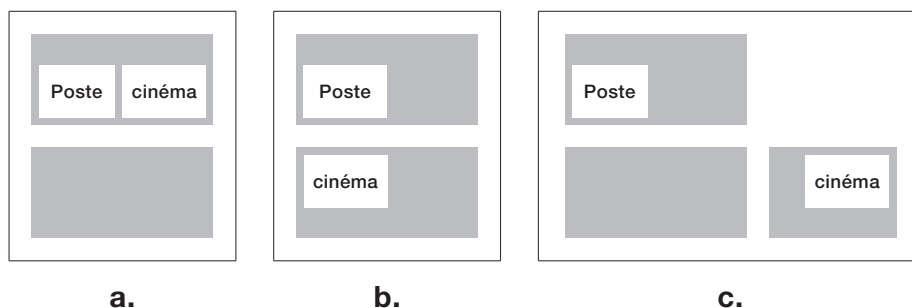 Poste cinéma
Poste
cinéma
Poste
cinéma
a.
b.
c.